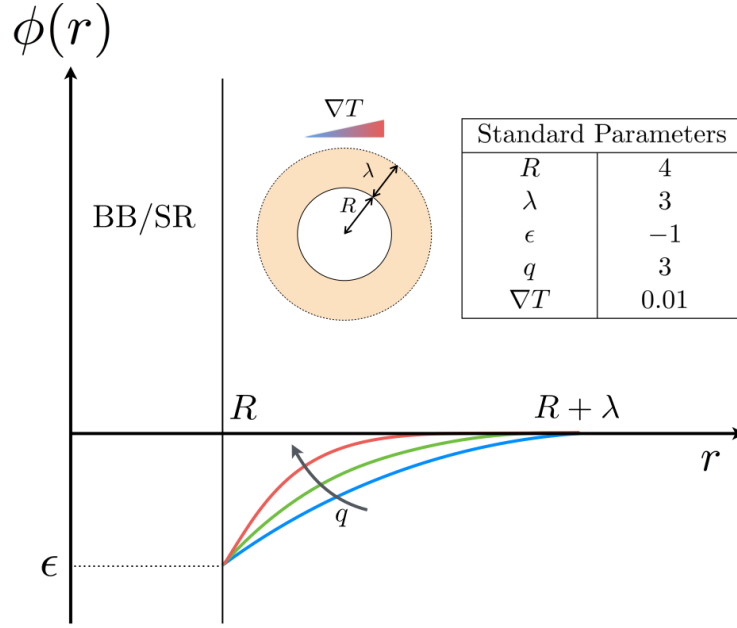 ϕ(r)
∇T
λ
R
BB/SR
Standard Parameters
R 4
λ 3
ϵ −1
q 3
∇T 0.01
R
R + λ
r
q
ϵ